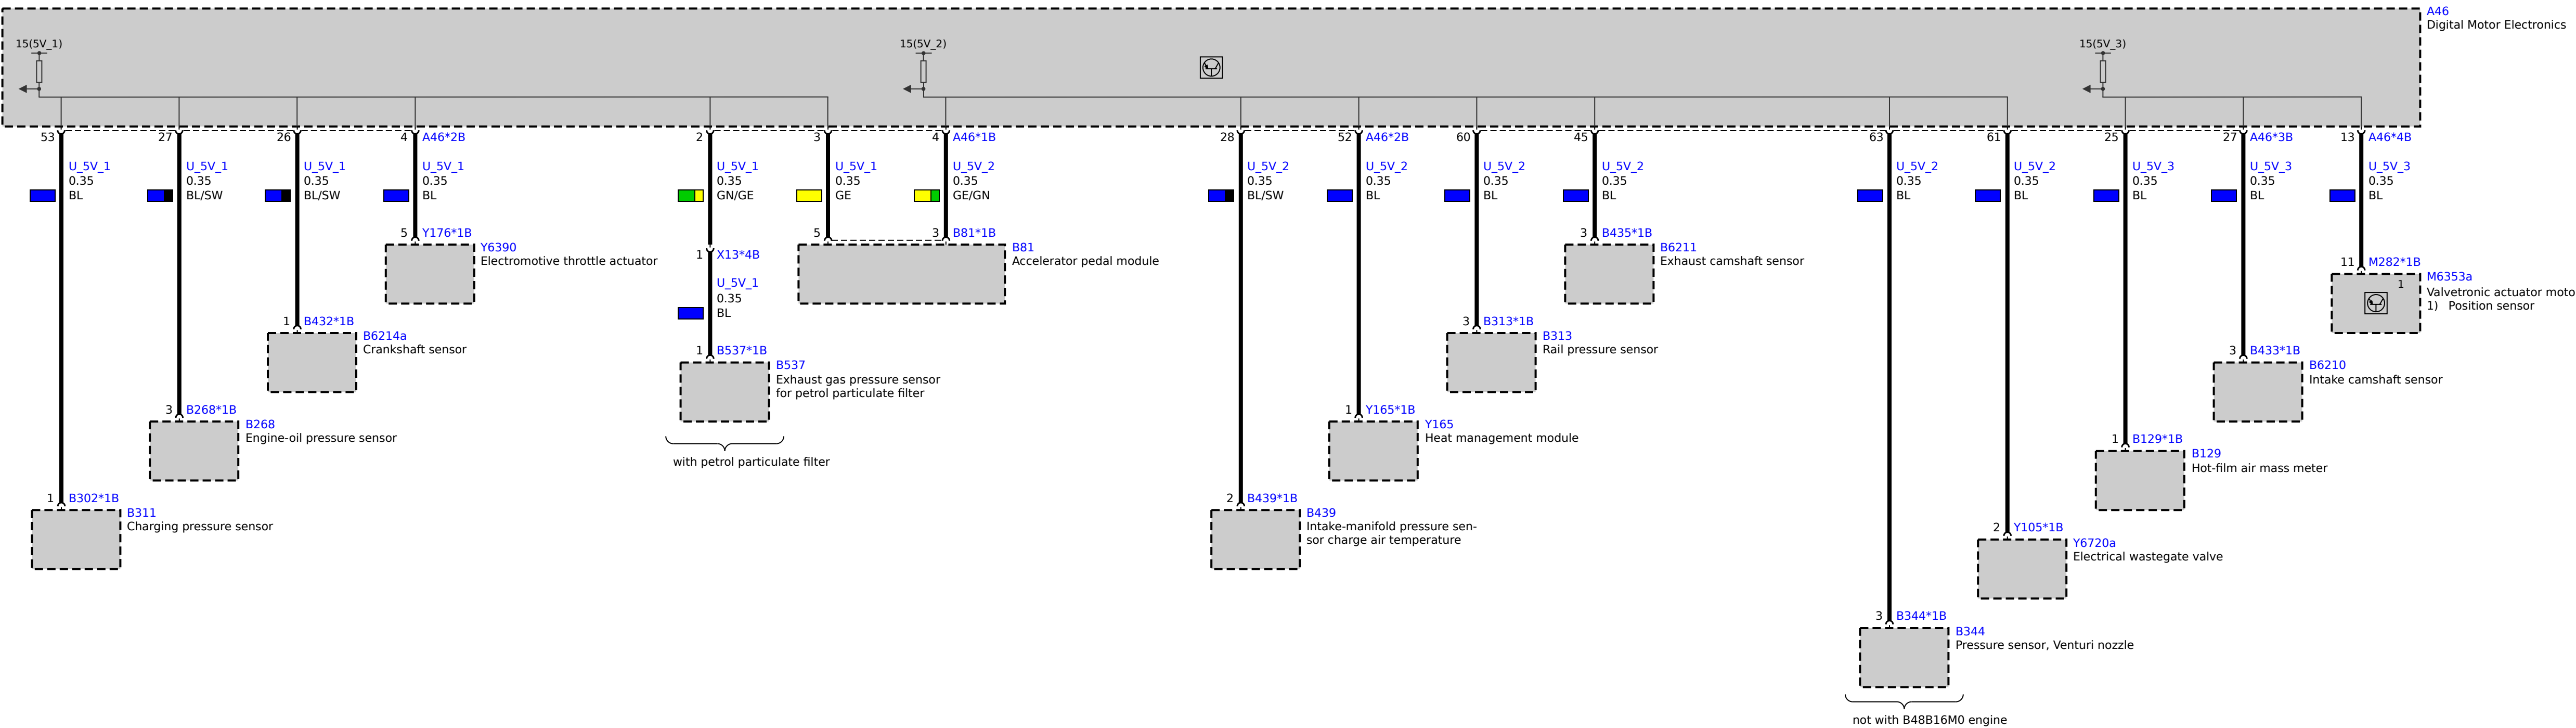 A46
Digital Motor Electronics
15(5V_1)
15(5V_2)
15(5V_3)
53
27
26
4 A46*2B
2
3
4 A46*1B
28
52 A46*2B
60
45
63
61
25
27 A46*3B
13 A46*4B
U_5V_1
0.35
BL
U_5V_1
0.35
BL/SW
U_5V_1
0.35
BL/SW
U_5V_1
0.35
BL
U_5V_1
0.35
GN/GE
U_5V_1
0.35
GE
U_5V_2
0.35
GE/GN
U_5V_2
0.35
BL/SW
U_5V_2
0.35
BL
U_5V_2
0.35
BL
U_5V_2
0.35
BL
U_5V_2
0.35
BL
U_5V_2
0.35
BL
U_5V_3
0.35
BL
U_5V_3
0.35
BL
U_5V_3
0.35
BL
5 Y176*1B
Y6390
Electromotive throttle actuator
1 X13*4B
U_5V_1
0.35
BL
5
3 B81*1B
B81
Accelerator pedal module
3 B435*1B
B6211
Exhaust camshaft sensor
11 M282*1B
M6353a
1
Valvetronic actuator moto
1) Position sensor
1 B432*1B
B6214a
Crankshaft sensor
1 B537*1B
B537
Exhaust gas pressure sensor
for petrol particulate filter
with petrol particulate filter
3 B313*1B
B313
Rail pressure sensor
3 B433*1B
B6210
Intake camshaft sensor
3 B268*1B
B268
Engine-oil pressure sensor
1 Y165*1B
Y165
Heat management module
1 B129*1B
B129
Hot-film air mass meter
1 B302*1B
B311
Charging pressure sensor
2 B439*1B
B439
Intake-manifold pressure sen-
sor charge air temperature
2 Y105*1B
Y6720a
Electrical wastegate valve
3 B344*1B
B344
Pressure sensor, Venturi nozzle
not with B48B16M0 engine